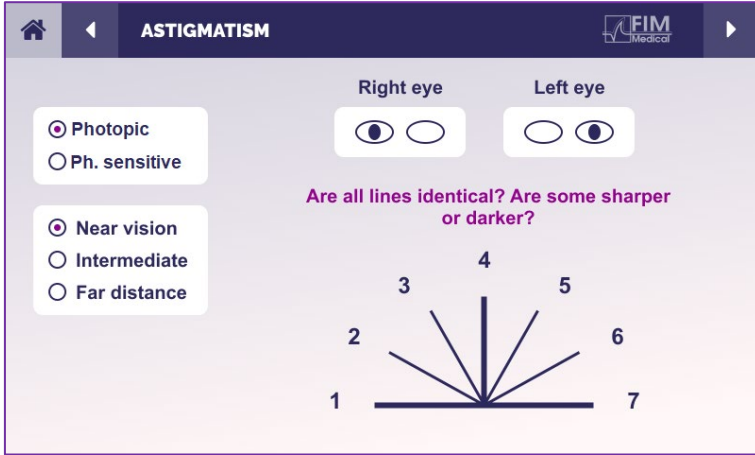 ASTIGMATISM
FIM
Medical
Right eye
Left eye
Photopic
Ph. sensitive
Near vision
Intermediate
Far distance
Are all lines identical? Are some sharper
or darker?
4
3
5
2
6
1
7